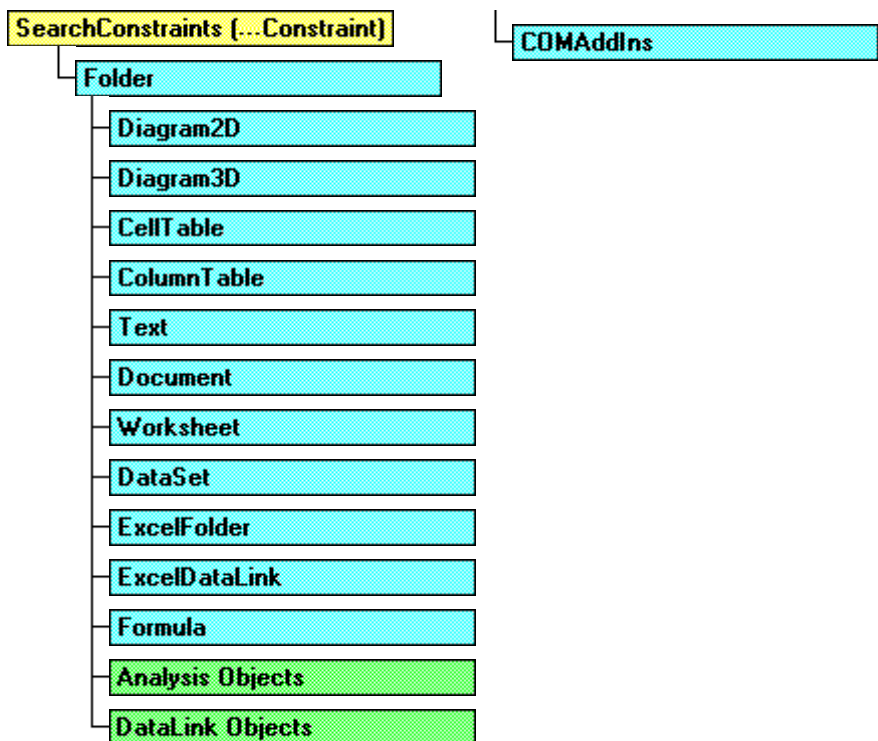 SearchConstraints (...Constraint)
Folder
Diagram2D
Diagram3D
CellTable
ColumnTable
Text
Document
Worksheet
DataSet
ExcelFolder
ExcelDataLink
Formula
Analysis Objects
DataLink Objects
COMAddIns